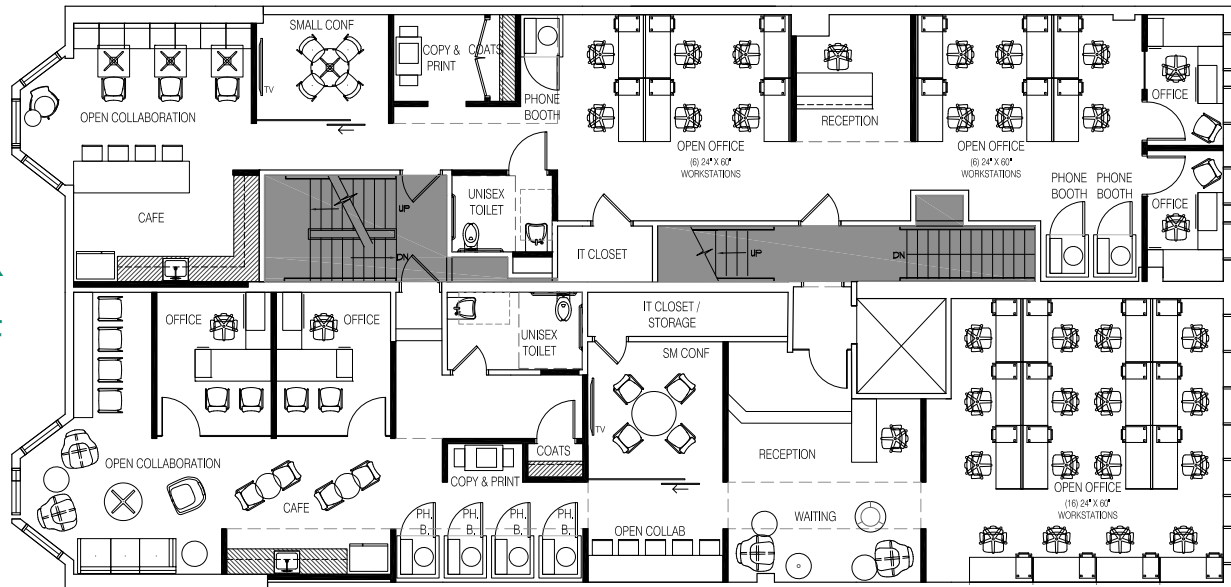 SMALL CONF
TV
COPY & PRINT
COATS
PHONE BOOTH
OPEN COLLABORATION
CAFE
UNISEX TOILET
UP
DN
IT CLOSET
OPEN OFFICE
(6) 24" X 60"
WORKSTATIONS
RECEPTION
OPEN OFFICE
(6) 24" X 60"
WORKSTATIONS
OFFICE
OFFICE
PHONE BOOTH
PHONE BOOTH
UP
DN
OFFICE
OFFICE
OPEN COLLABORATION
CAFE
UNISEX TOILET
COATS
COPY & PRINT
PH. B.
PH. B.
PH. B.
PH. B.
IT CLOSET / STORAGE
SM CONF
TV
OPEN COLLAB
RECEPTION
WAITING
OPEN OFFICE
(16) 24" X 60"
WORKSTATIONS